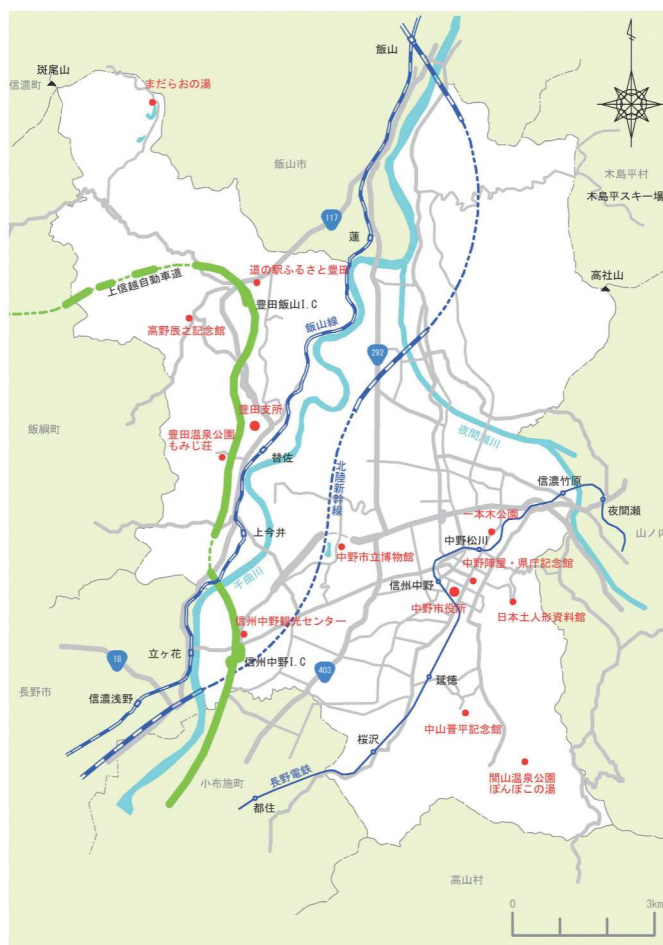 飯山
斑尾山
信濃町
まだらおの湯
飯山市
木島平村
木島平スキー場
117
蓮
高社山
道の駅ふるさと豊田
上信越自動車道
豊田飯山I.C
高野辰之記念館
飯山線
292
豊田支所
飯綱町
豊田温泉公園
もみじ荘
替佐
夜間瀬川
北陸新幹線
信濃竹原
夜間瀬
一本木公園
上今井
山ノ内
中野松川
中野市立博物館
中野陣屋・県庁記念館
千曲川
信州中野
中野市役所
日本土人形資料館
信州中野観光センター
18
立ケ花
信州中野I.C
403
長野市
信濃浅野
延徳
中山晋平記念館
桜沢
間山温泉公園
ぽんぽこの湯
長野電鉄
小布施町
都住
高山村
0
3km